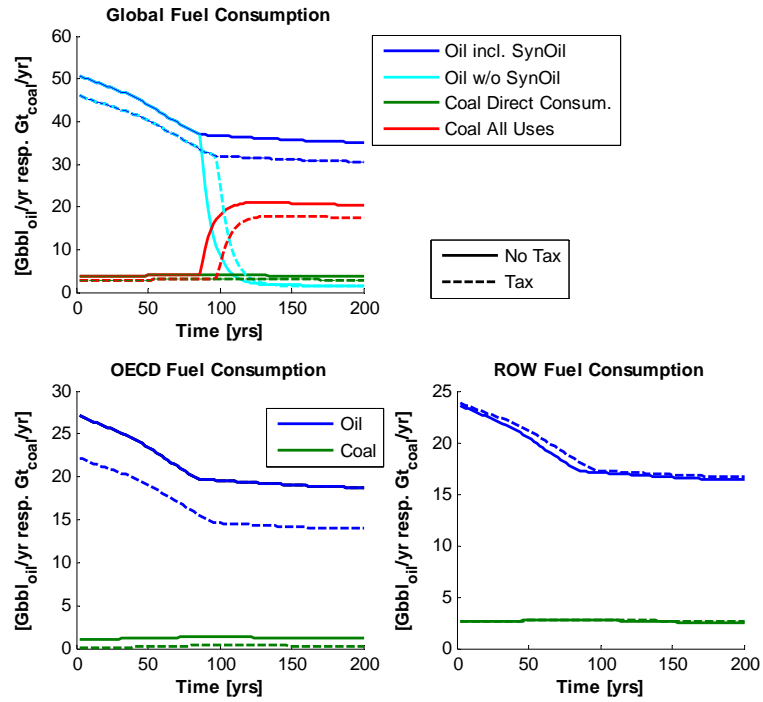 Global Fuel Consumption
[Gbbl_oil/yr resp. Gt_coal/yr]
60
50
40
30
20
10
0
0 50 100 150 200
Time [yrs]
Oil incl. SynOil
Oil w/o SynOil
Coal Direct Consum.
Coal All Uses
No Tax
Tax
OECD Fuel Consumption
[Gbbl_oil/yr resp. Gt_coal/yr]
30
25
20
15
10
5
0
0 50 100 150 200
Time [yrs]
Oil
Coal
ROW Fuel Consumption
[Gbbl_oil/yr resp. Gt_coal/yr]
25
20
15
10
5
0
0 50 100 150 200
Time [yrs]